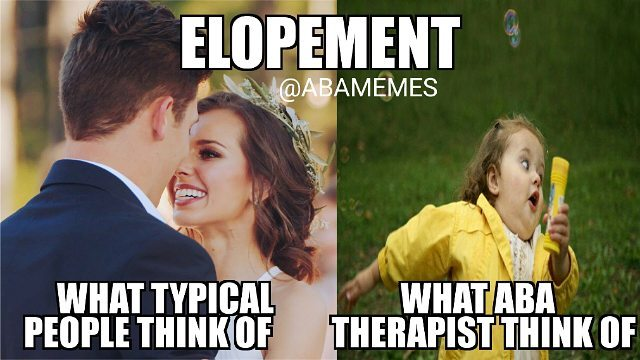 ELOPEMENT
@ABAMEMES
WHAT TYPICAL
PEOPLE THINK OF
WHAT ABA
THERAPIST THINK OF